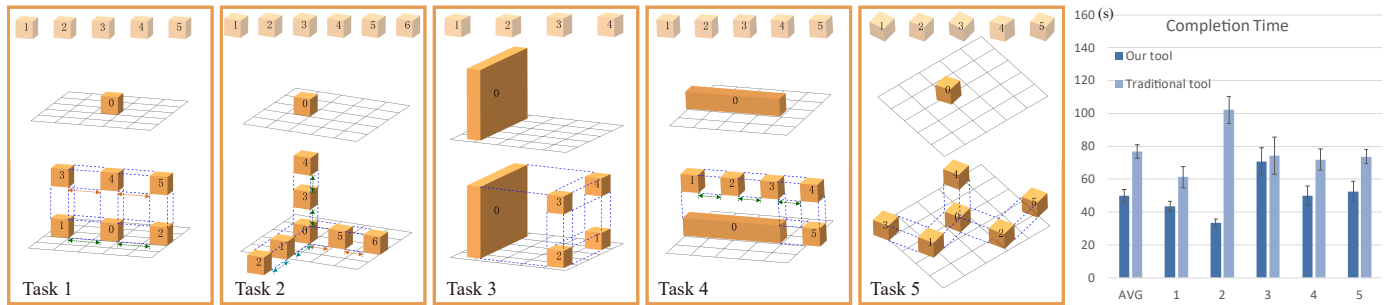 1 2 3 4 5
0
3 4 5
1 0 2
Task 1
1 2 3 4 5 6
0
4
3
1 0 5 6
2
Task 2
1 2 3 4
0
3 4
0
2 1
Task 3
1 2 3 4 5
0
1 2 3 4
0 5
Task 4
1 2 3 4 5
0
4
3 0 5
1 2
Task 5
160 (s)
Completion Time
140
Our tool
120
Traditional tool
100
80
60
40
20
0
AVG 1 2 3 4 5